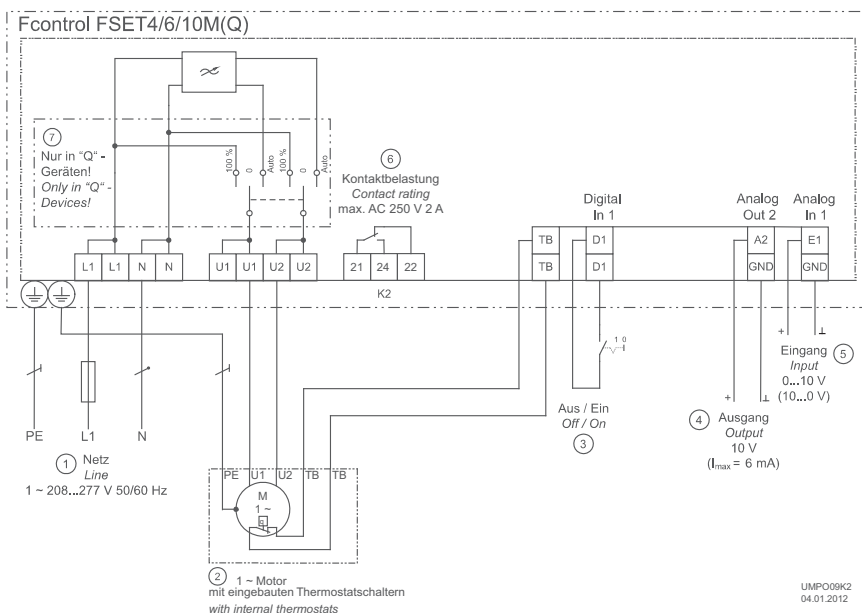 Fcontrol FSET4/6/10M(Q)
7
Nur in "Q" -
Geräten!
Only in "Q" -
Devices!
100 %
0
Auto
100 %
0
Auto
6
Kontaktbelastung
Contact rating
max. AC 250 V 2 A
Digital
In 1
Analog
Out 2
Analog
In 1
TB
D1
A2
E1
L1
L1
N
N
U1
U1
U2
U2
21
24
22
TB
D1
GND
GND
K2
1 0
+
⊥
Eingang
Input
0...10 V
(10...0 V)
5
Aus / Ein
Off / On
3
+
⊥
4
Ausgang
Output
10 V
(Imax = 6 mA)
PE
L1
N
1
Netz
Line
1 ~ 208...277 V 50/60 Hz
PE
U1
U2
TB
TB
M
1 ~
2
1 ~ Motor
mit eingebauten Thermostatschaltern
with internal thermostats
UMPO09K2
04.01.2012